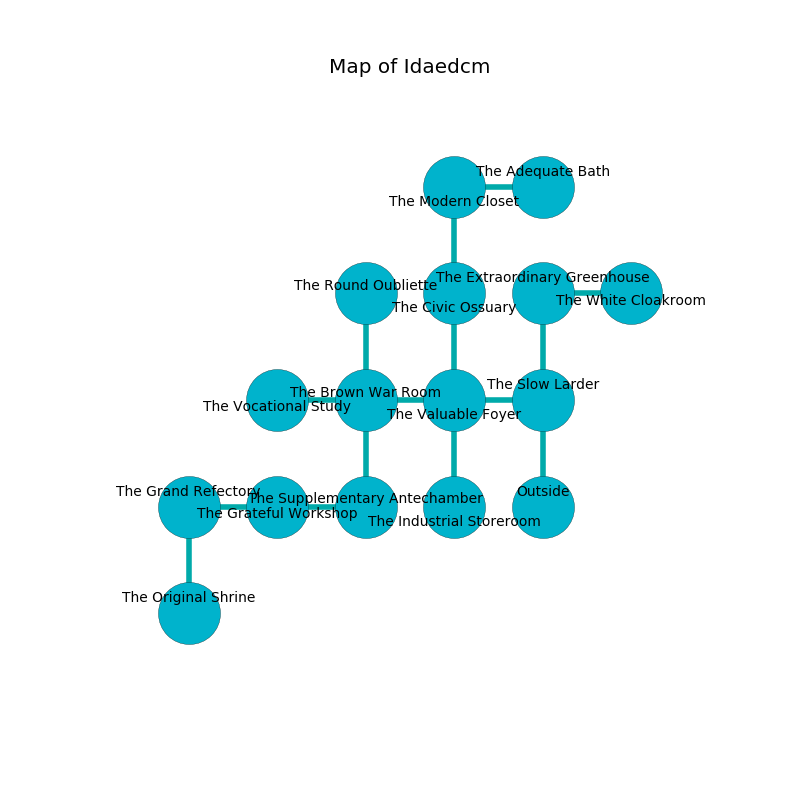 Map of Idaedcm
The Adequate Bath
The Modern Closet
The Extraordinary Greenhouse
The Round Oubliette
The White Cloakroom
The Civic Ossuary
The Slow Larder
The Brown War Room
The Vocational Study
The Valuable Foyer
The Grand Refectory
Outside
The Supplementary Antechamber
The Grateful Workshop
The Industrial Storeroom
The Original Shrine